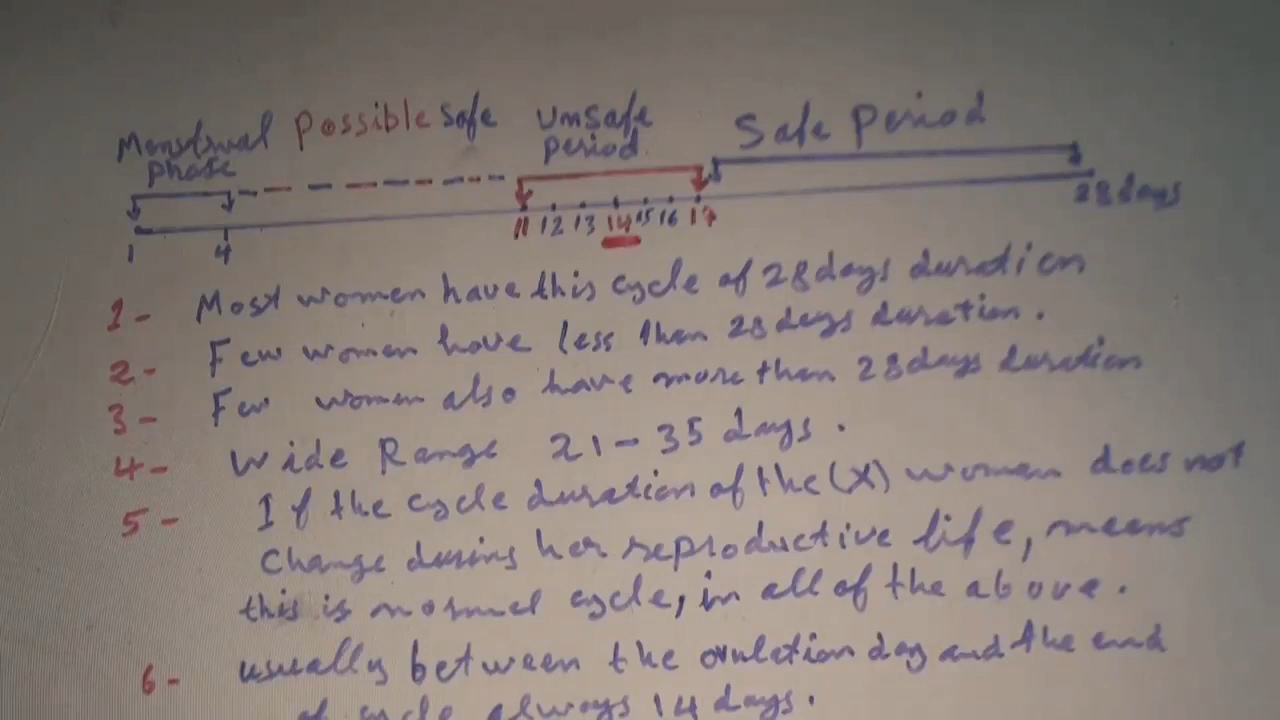 Menstrual phase
possible safe
Unsafe period
Safe period
1 4 11 12 13 14 15 16 17 28 days
1- Most women have this cycle of 28 days duration
2- Few women have less than 28 days duration.
3- Few women also have more than 28 days duration
4- Wide Range 21-35 days.
5- If the cycle duration of the (X) women does not
change during her reproductive life, means
this is normal cycle, in all of the above.
6- usually between the ovulation day and the end
of cycle always 14 days.